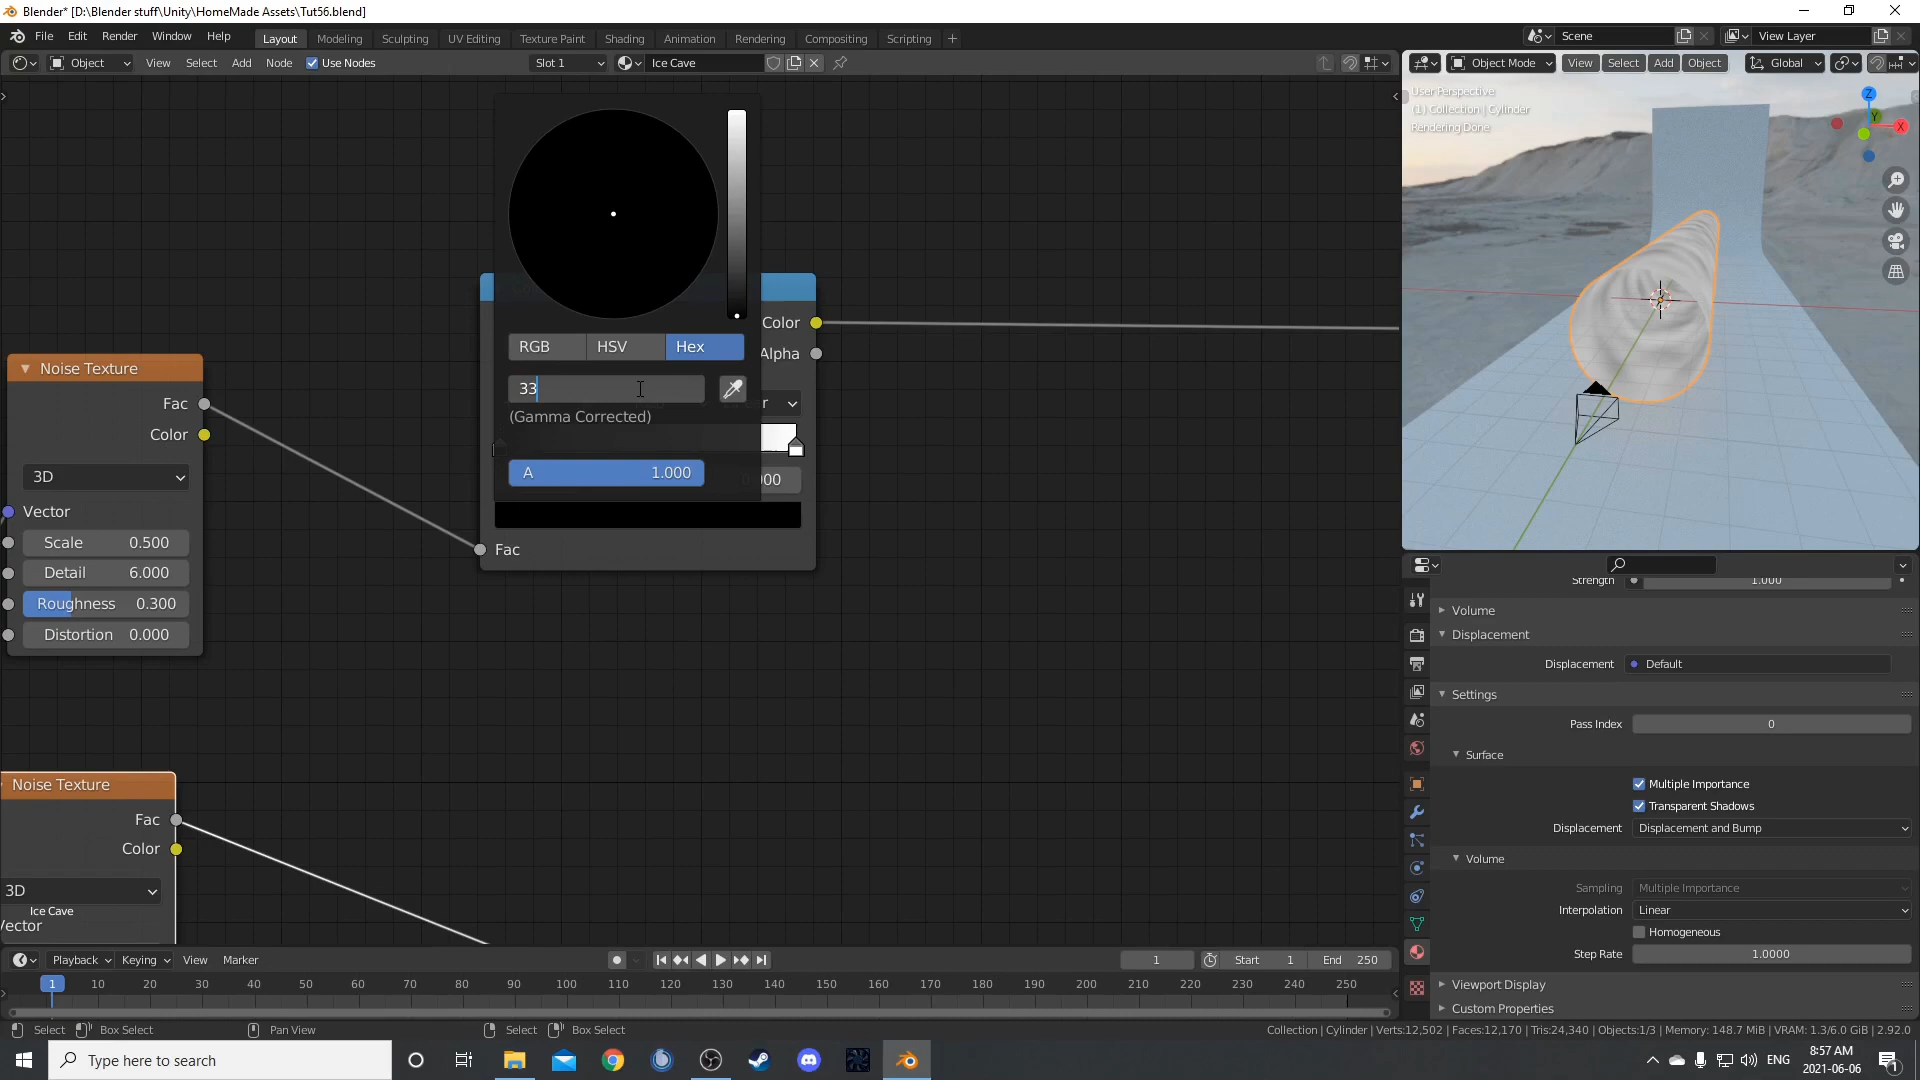 Blender* [D:\Blender stuff\Unity\HomeMade Assets\Tut56.blend]
File Edit Render Window Help
Layout Modeling Sculpting UV Editing Texture Paint Shading Animation Rendering Compositing Scripting
Scene
View Layer
Object View Select Add Node Use Nodes
Slot 1
Ice Cave
Object Mode View Select Add Object Global
User Perspective
(1) Collection | Cylinder
Rendering Done
Z
Y
X
RGB HSV Hex
33
(Gamma Corrected)
A 1.000
Color
Alpha
Fac
Noise Texture
Fac
Color
3D
Vector
Scale 0.500
Detail 6.000
Roughness 0.300
Distortion 0.000
Noise Texture
Fac
Color
3D
Ice Cave
Vector
Strength 1.000
Volume
Displacement
Displacement Default
Settings
Pass Index 0
Surface
Multiple Importance
Transparent Shadows
Displacement Displacement and Bump
Volume
Sampling Multiple Importance
Interpolation Linear
Homogeneous
Step Rate 1.0000
Viewport Display
Custom Properties
Playback Keying View Marker
1
Start 1
End 250
1 10 20 30 40 50 60 70 80 90 100 110 120 130 140 150 160 170 180 190 200 210 220 230 240 250
Select Box Select Pan View Select Box Select
Collection | Cylinder | Verts:12,502 | Faces:12,170 | Tris:24,340 | Objects:1/3 | Memory: 148.7 MiB | VRAM: 1.3/6.0 GiB | 2.92.0
Type here to search
ENG
8:57 AM
2021-06-06
1